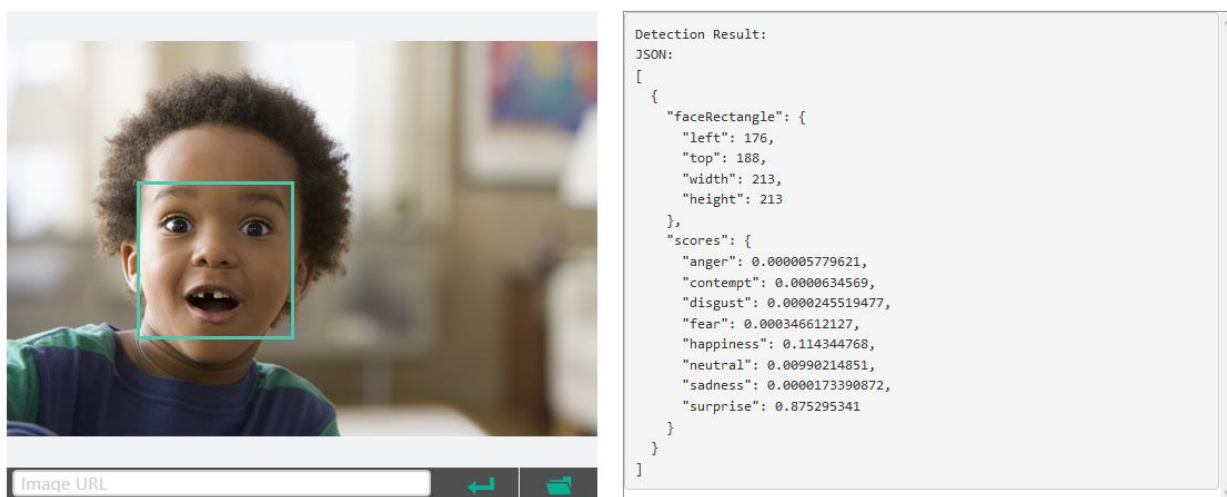 Detection Result:
JSON:
[
  {
    "faceRectangle": {
      "left": 176,
      "top": 188,
      "width": 213,
      "height": 213
    },
    "scores": {
      "anger": 0.000005779621,
      "contempt": 0.0000634569,
      "disgust": 0.0000245519477,
      "fear": 0.000346612127,
      "happiness": 0.114344768,
      "neutral": 0.00990214851,
      "sadness": 0.0000173390872,
      "surprise": 0.875295341
    }
  }
]
Image URL